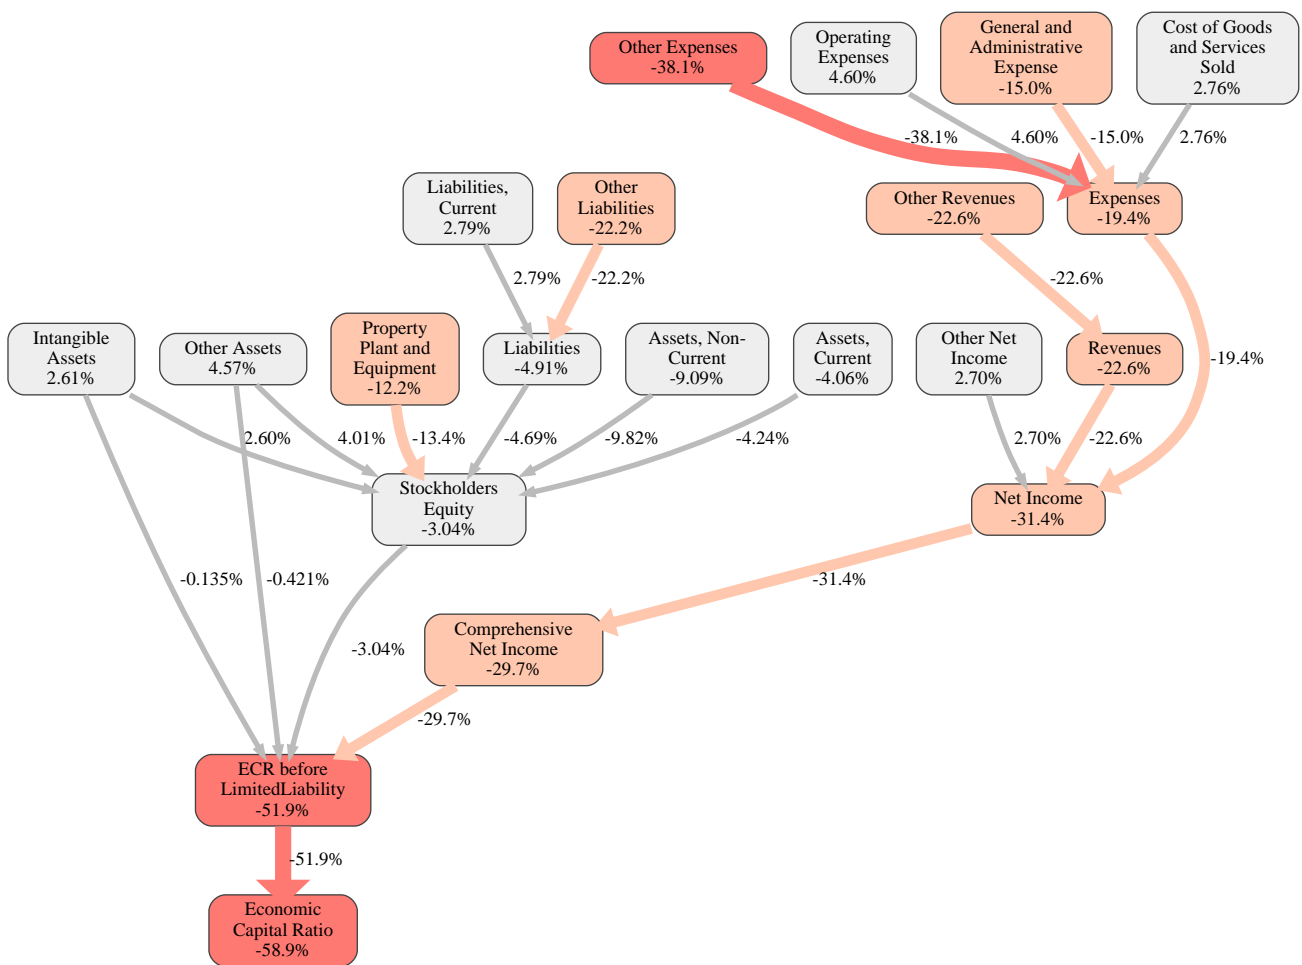 Other Expenses
-38.1%
Operating
Expenses
4.60%
General and
Administrative
Expense
-15.0%
Cost of Goods
and Services
Sold
2.76%
-38.1%
4.60%
-15.0%
2.76%
Liabilities,
Current
2.79%
Other
Liabilities
-22.2%
Other Revenues
-22.6%
Expenses
-19.4%
2.79%
-22.2%
-22.6%
-19.4%
Intangible
Assets
2.61%
Other Assets
4.57%
Property
Plant and
Equipment
-12.2%
Liabilities
-4.91%
Assets, Non-
Current
-9.09%
Assets,
Current
-4.06%
Other Net
Income
2.70%
Revenues
-22.6%
2.60%
4.01%
-13.4%
-4.69%
-9.82%
-4.24%
2.70%
-22.6%
Stockholders
Equity
-3.04%
Net Income
-31.4%
-0.135%
-0.421%
-31.4%
-3.04%
Comprehensive
Net Income
-29.7%
-29.7%
ECR before
LimitedLiability
-51.9%
-51.9%
Economic
Capital Ratio
-58.9%